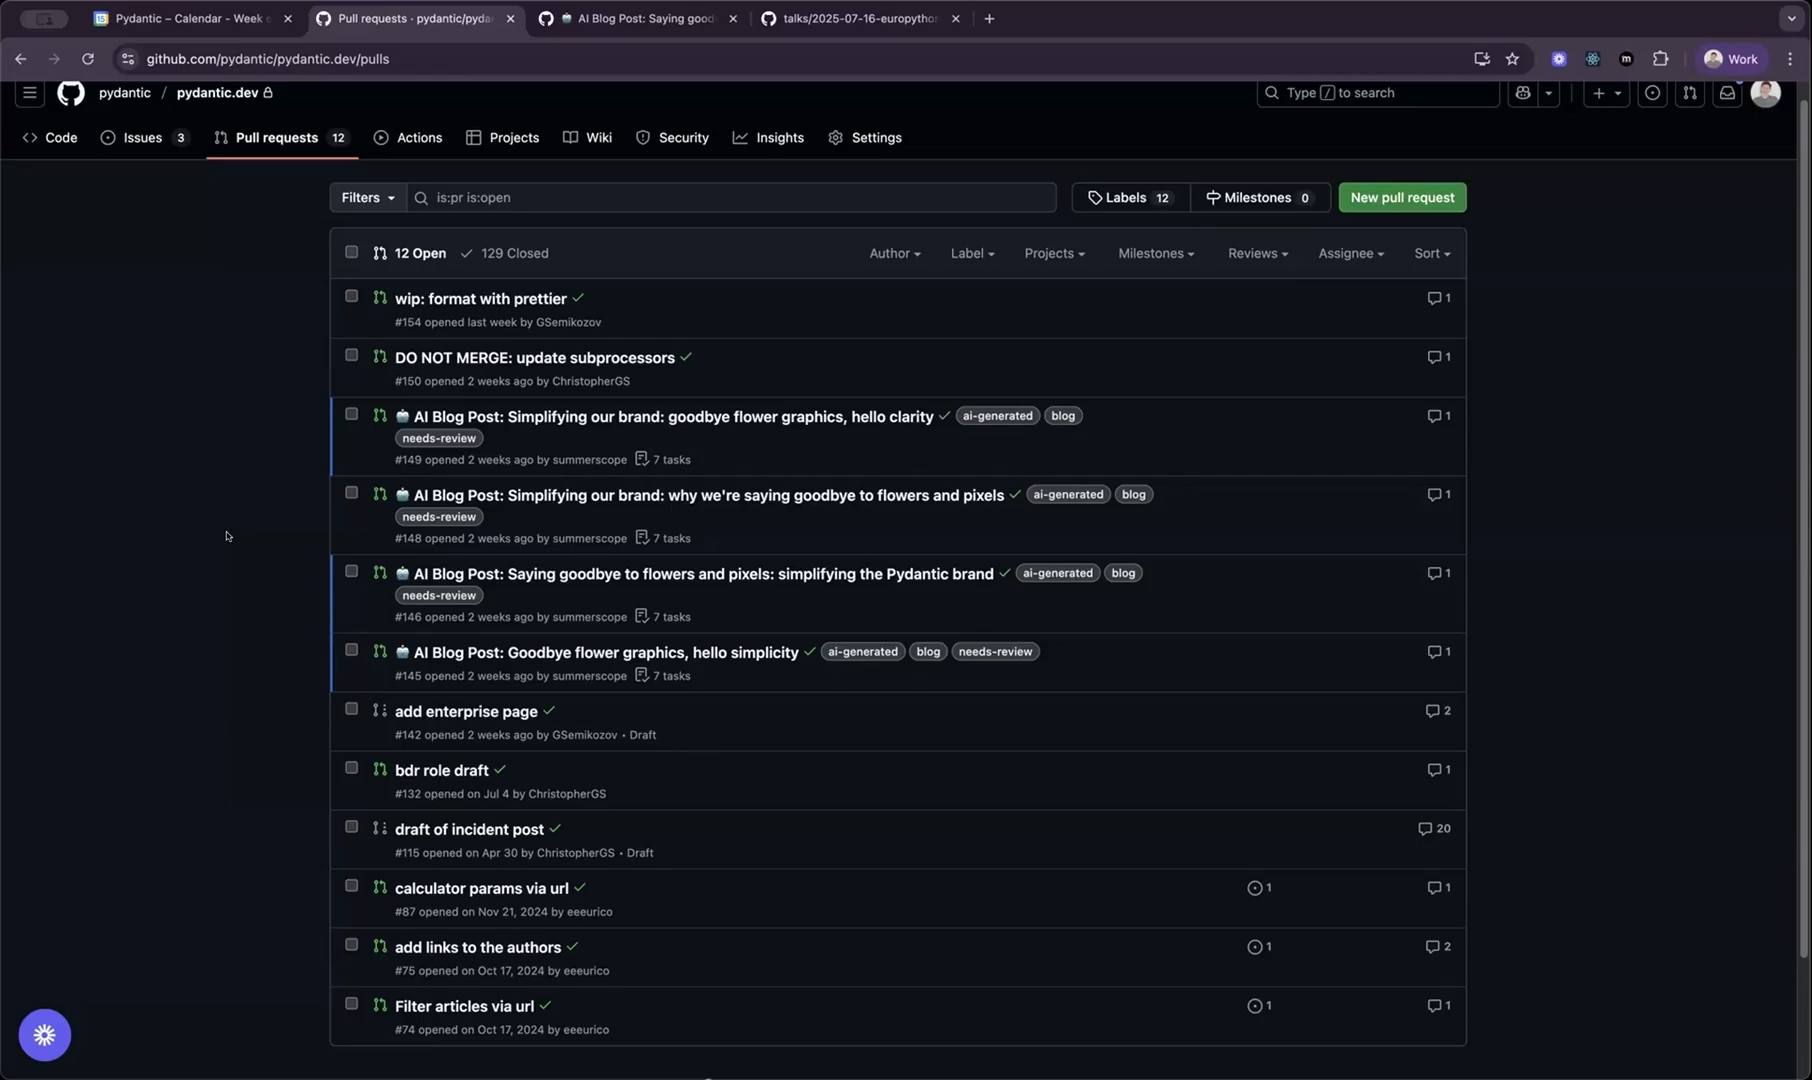 Pydantic – Calendar - Week o
Pull requests · pydantic/pyda
AI Blog Post: Saying good
talks/2025-07-16-europython
github.com/pydantic/pydantic.dev/pulls
Work
pydantic / pydantic.dev
Type / to search
Code
Issues 3
Pull requests 12
Actions
Projects
Wiki
Security
Insights
Settings
Filters
is:pr is:open
Labels 12
Milestones 0
New pull request
12 Open
129 Closed
Author
Label
Projects
Milestones
Reviews
Assignee
Sort
wip: format with prettier
1
#154 opened last week by GSemikozov
DO NOT MERGE: update subprocessors
1
#150 opened 2 weeks ago by ChristopherGS
AI Blog Post: Simplifying our brand: goodbye flower graphics, hello clarity ai-generated blog
1
needs-review
#149 opened 2 weeks ago by summerscope 7 tasks
AI Blog Post: Simplifying our brand: why we're saying goodbye to flowers and pixels ai-generated blog
1
needs-review
#148 opened 2 weeks ago by summerscope 7 tasks
AI Blog Post: Saying goodbye to flowers and pixels: simplifying the Pydantic brand ai-generated blog
1
needs-review
#146 opened 2 weeks ago by summerscope 7 tasks
AI Blog Post: Goodbye flower graphics, hello simplicity ai-generated blog needs-review
1
#145 opened 2 weeks ago by summerscope 7 tasks
add enterprise page
2
#142 opened 2 weeks ago by GSemikozov • Draft
bdr role draft
1
#132 opened on Jul 4 by ChristopherGS
draft of incident post
20
#115 opened on Apr 30 by ChristopherGS • Draft
calculator params via url
1
1
#87 opened on Nov 21, 2024 by eeeurico
add links to the authors
1
2
#75 opened on Oct 17, 2024 by eeeurico
Filter articles via url
1
1
#74 opened on Oct 17, 2024 by eeeurico